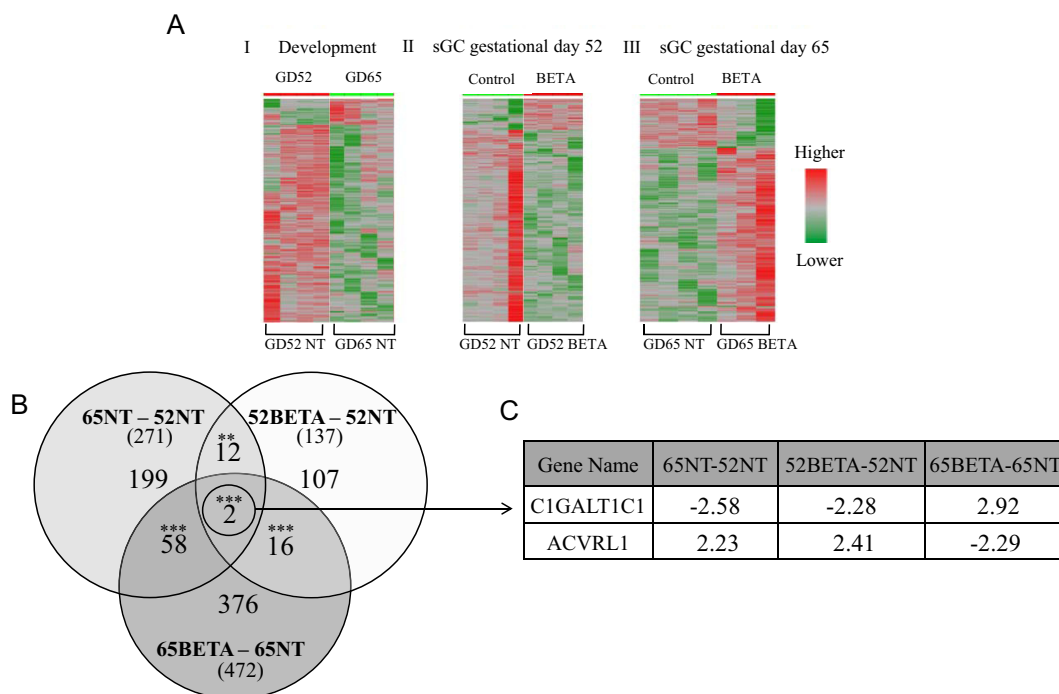 A
I Development II sGC gestational day 52 III sGC gestational day 65
GD52 GD65 Control BETA Control BETA
Higher
Lower
GD52 NT GD65 NT GD52 NT GD52 BETA GD65 NT GD65 BETA
B
65NT – 52NT
(271)
52BETA – 52NT
(137)
**
12
199
107
***
2
***
58
***
16
376
65BETA – 65NT
(472)
C
Gene Name 65NT-52NT 52BETA-52NT 65BETA-65NT
C1GALT1C1 -2.58 -2.28 2.92
ACVRL1 2.23 2.41 -2.29